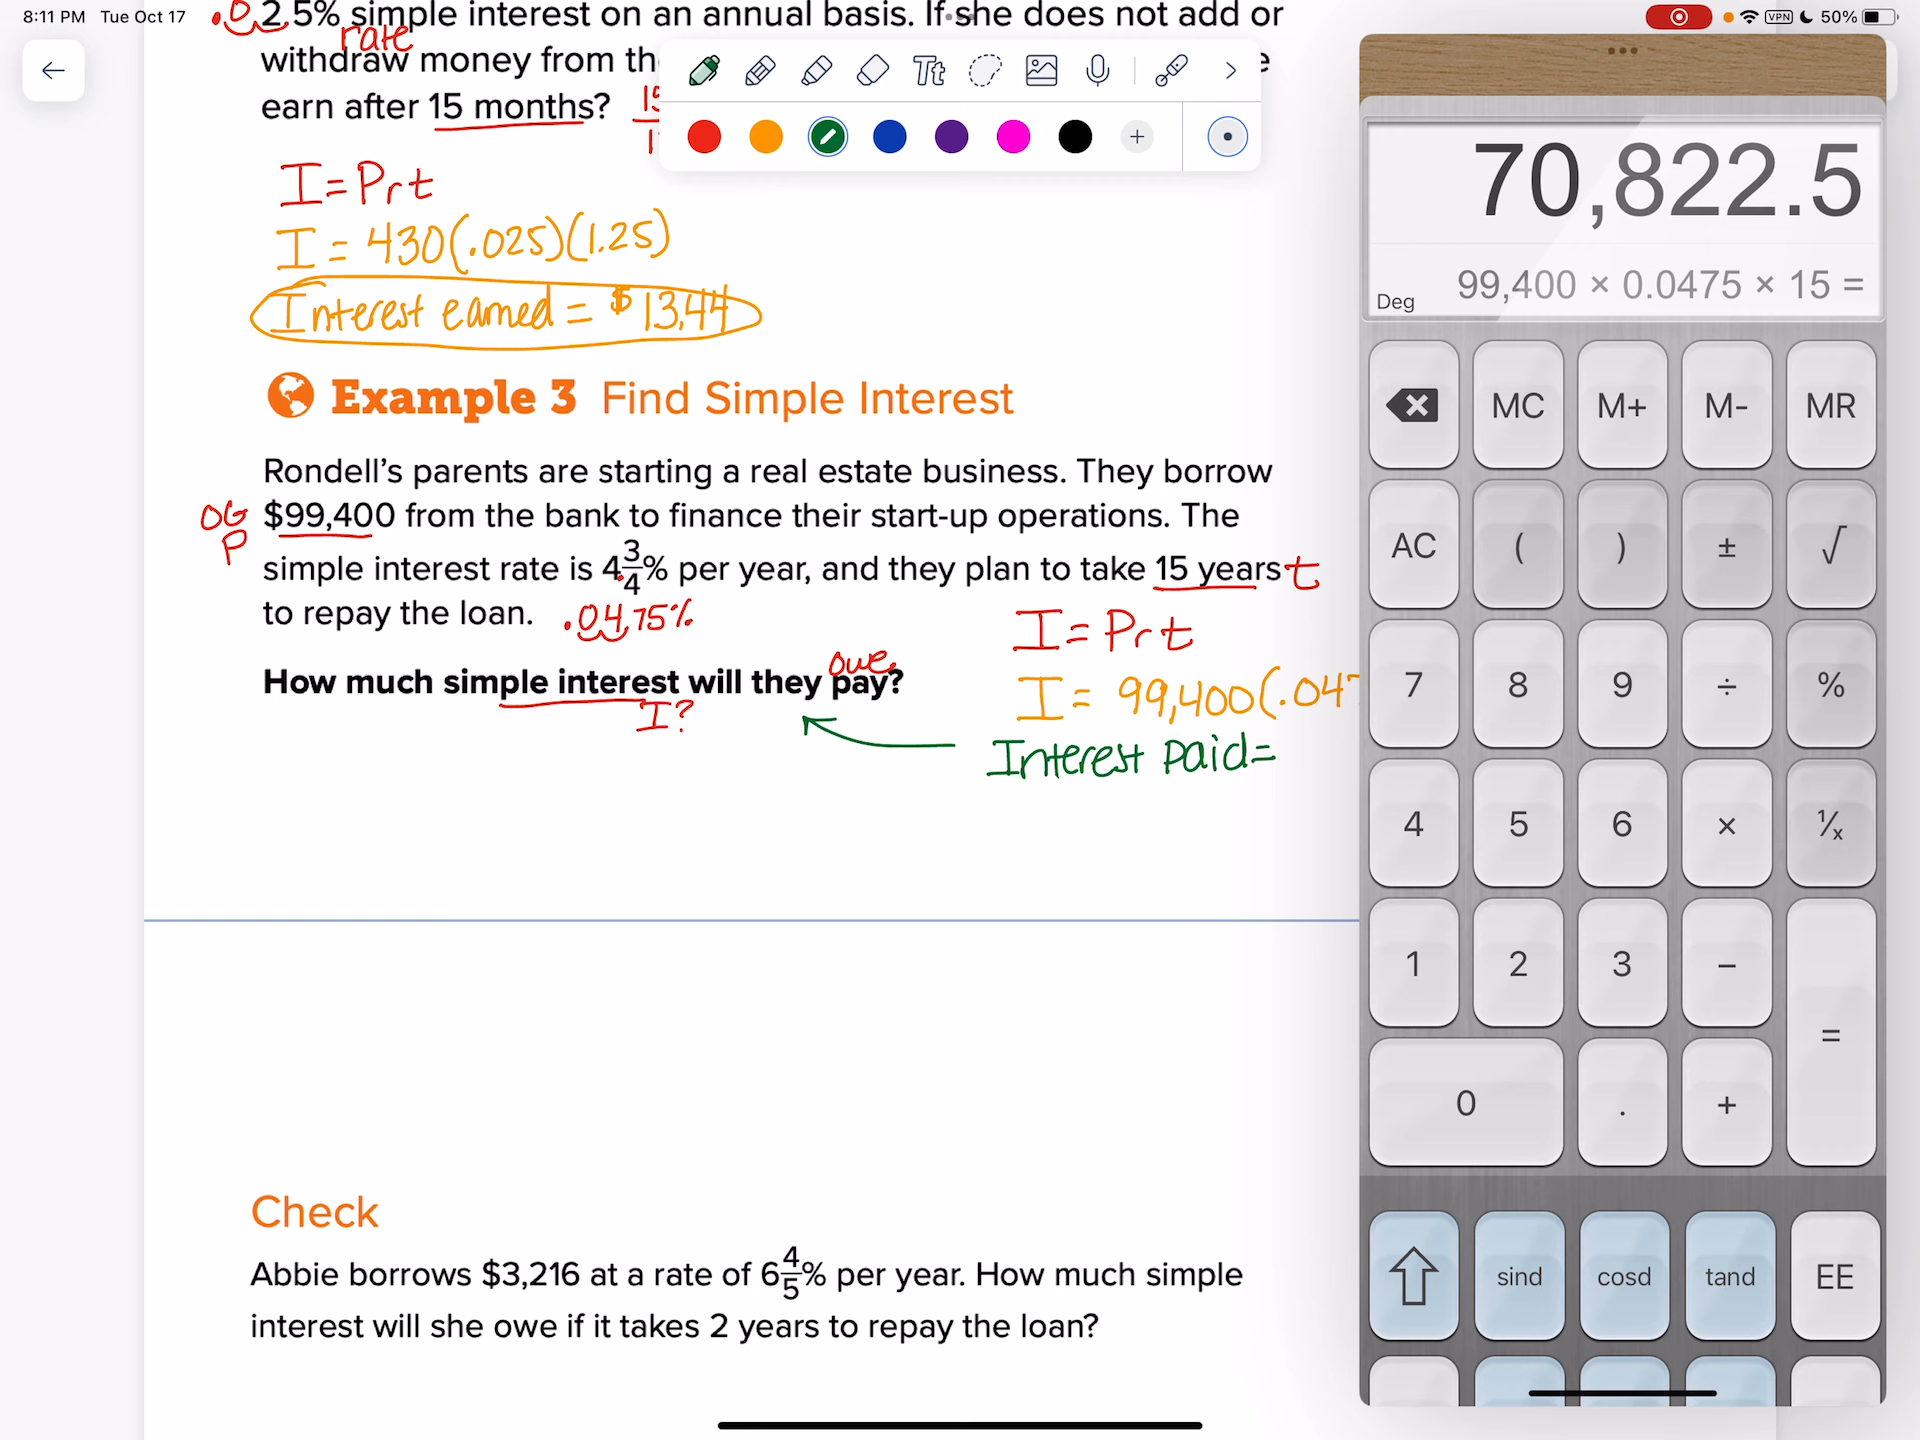 8:11 PM Tue Oct 17
VPN 50%
.0 2.5% simple interest on an annual basis. If she does not add or
rate
withdraw money from th
earn after 15 months?
I = Prt
I = 430(.025)(1.25)
Interest earned = $13.44
Example 3 Find Simple Interest
Rondell’s parents are starting a real estate business. They borrow
OG $99,400 from the bank to finance their start-up operations. The
P
simple interest rate is 4 3/4% per year, and they plan to take 15 years t
to repay the loan. .04.75%
I = Prt
owe
How much simple interest will they pay?
I?
I = 99,400(.04
Interest paid=
Check
Abbie borrows $3,216 at a rate of 6 4/5% per year. How much simple
interest will she owe if it takes 2 years to repay the loan?
Tt
70,822.5
Deg 99,400 × 0.0475 × 15 =
MC M+ M- MR
AC ( ) ± √
7 8 9 ÷ %
4 5 6 × 1/x
1 2 3 −
=
0 . +
sind cosd tand EE